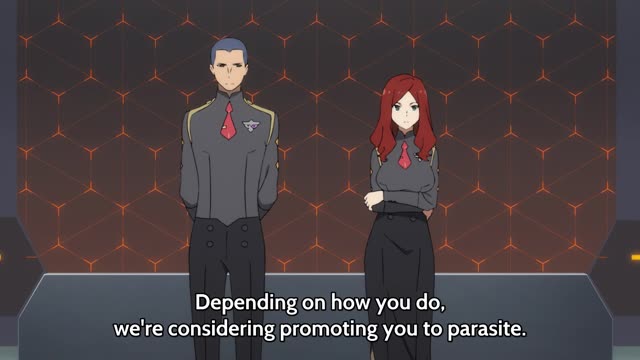 Depending on how you do,
we're considering promoting you to parasite.